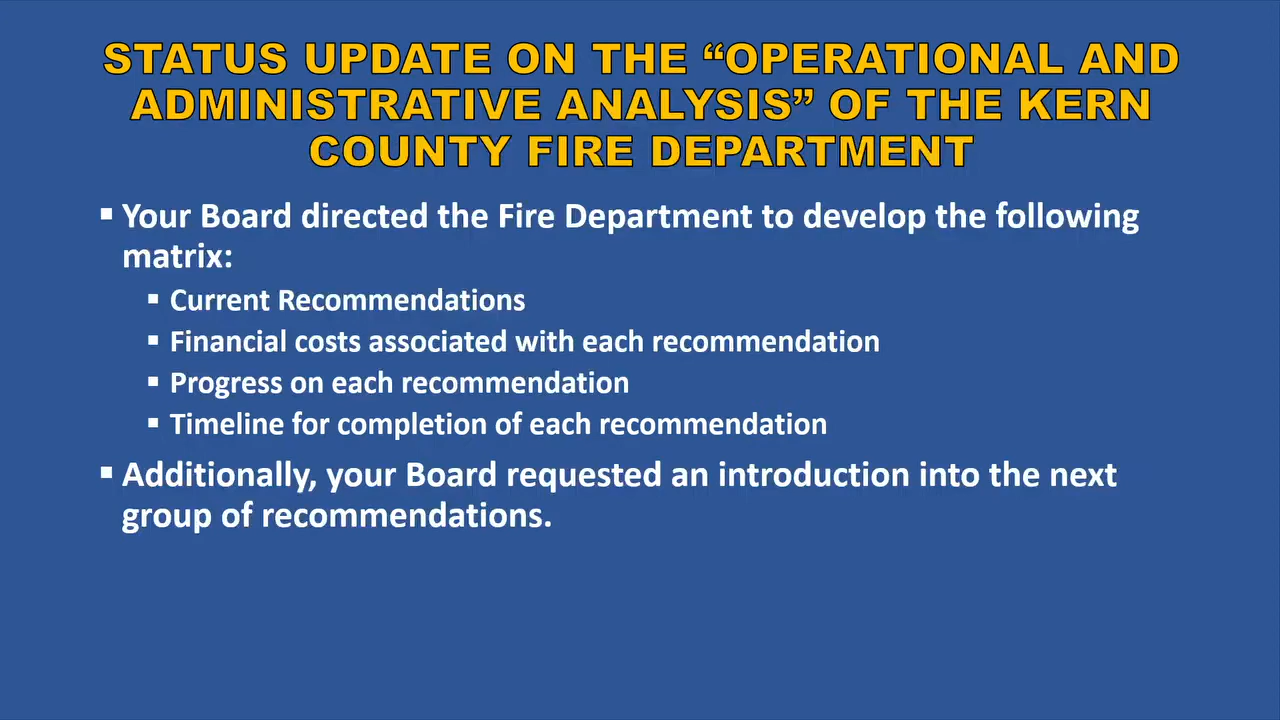 STATUS UPDATE ON THE “OPERATIONAL AND
ADMINISTRATIVE ANALYSIS” OF THE KERN
COUNTY FIRE DEPARTMENT
▪ Your Board directed the Fire Department to develop the following
matrix:
▪ Current Recommendations
▪ Financial costs associated with each recommendation
▪ Progress on each recommendation
▪ Timeline for completion of each recommendation
▪ Additionally, your Board requested an introduction into the next
group of recommendations.